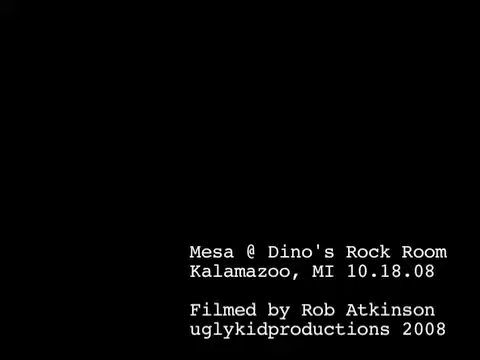 Mesa @ Dino's Rock Room
Kalamazoo, MI 10.18.08
Filmed by Rob Atkinson
uglykidproductions 2008